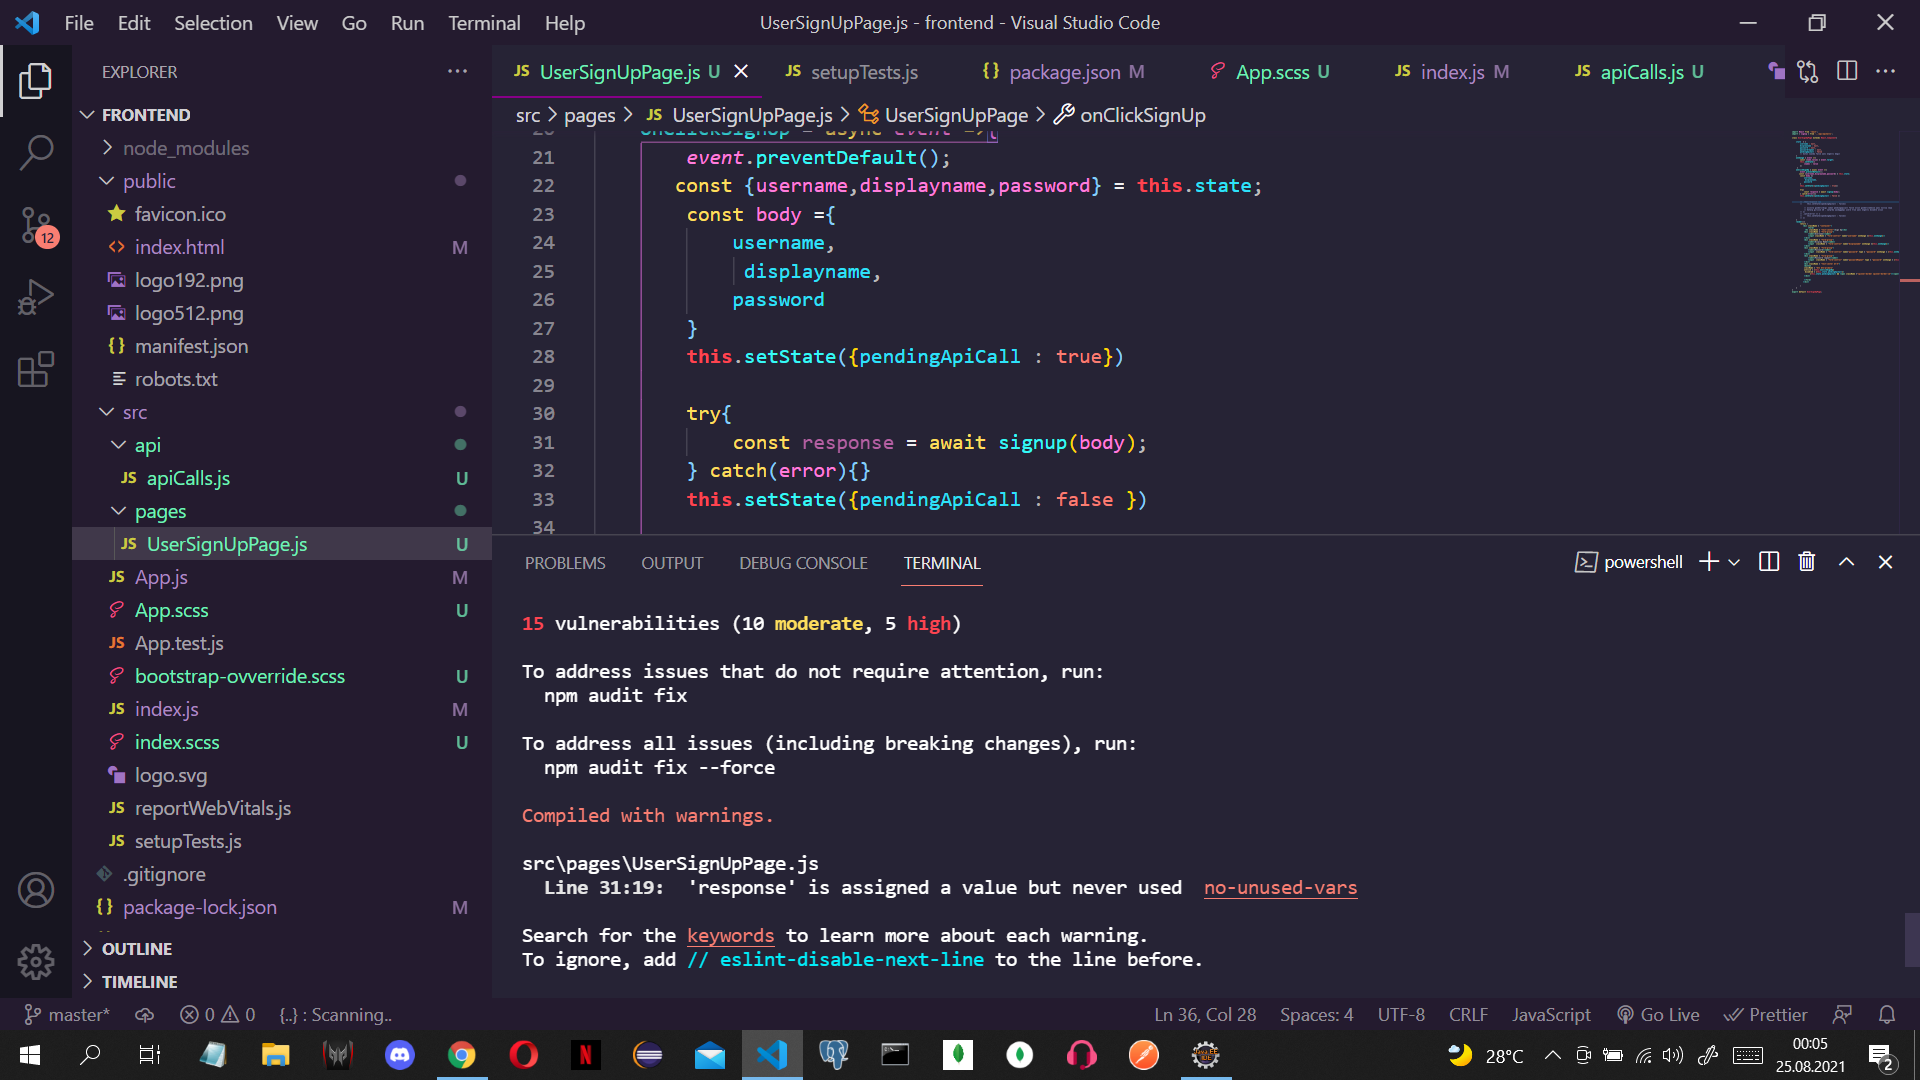 File Edit Selection View Go Run Terminal Help
UserSignUpPage.js - frontend - Visual Studio Code
EXPLORER
FRONTEND
node_modules
public
favicon.ico
index.html M
logo192.png
logo512.png
manifest.json
robots.txt
src
api
JS apiCalls.js U
pages
JS UserSignUpPage.js U
JS App.js M
App.scss U
JS App.test.js
bootstrap-ovverride.scss U
JS index.js M
index.scss U
logo.svg
JS reportWebVitals.js
JS setupTests.js
.gitignore
{} package-lock.json M
OUTLINE
TIMELINE
12
JS UserSignUpPage.js U
JS setupTests.js
{} package.json M
App.scss U
JS index.js M
JS apiCalls.js U
src > pages > JS UserSignUpPage.js > UserSignUpPage > onClickSignUp
20 onClickSignUp = async event =>{
21 event.preventDefault();
22 const {username,displayname,password} = this.state;
23 const body ={
24 username,
25 displayname,
26 password
27 }
28 this.setState({pendingApiCall : true})
29
30 try{
31 const response = await signup(body);
32 } catch(error){}
33 this.setState({pendingApiCall : false })
34
PROBLEMS OUTPUT DEBUG CONSOLE TERMINAL
powershell
15 vulnerabilities (10 moderate, 5 high)
To address issues that do not require attention, run:
npm audit fix
To address all issues (including breaking changes), run:
npm audit fix --force
Compiled with warnings.
src\pages\UserSignUpPage.js
Line 31:19: 'response' is assigned a value but never used no-unused-vars
Search for the keywords to learn more about each warning.
To ignore, add // eslint-disable-next-line to the line before.
master* 0 0 {..} : Scanning..
Ln 36, Col 28 Spaces: 4 UTF-8 CRLF JavaScript Go Live Prettier
28°C
00:05
25.08.2021
2